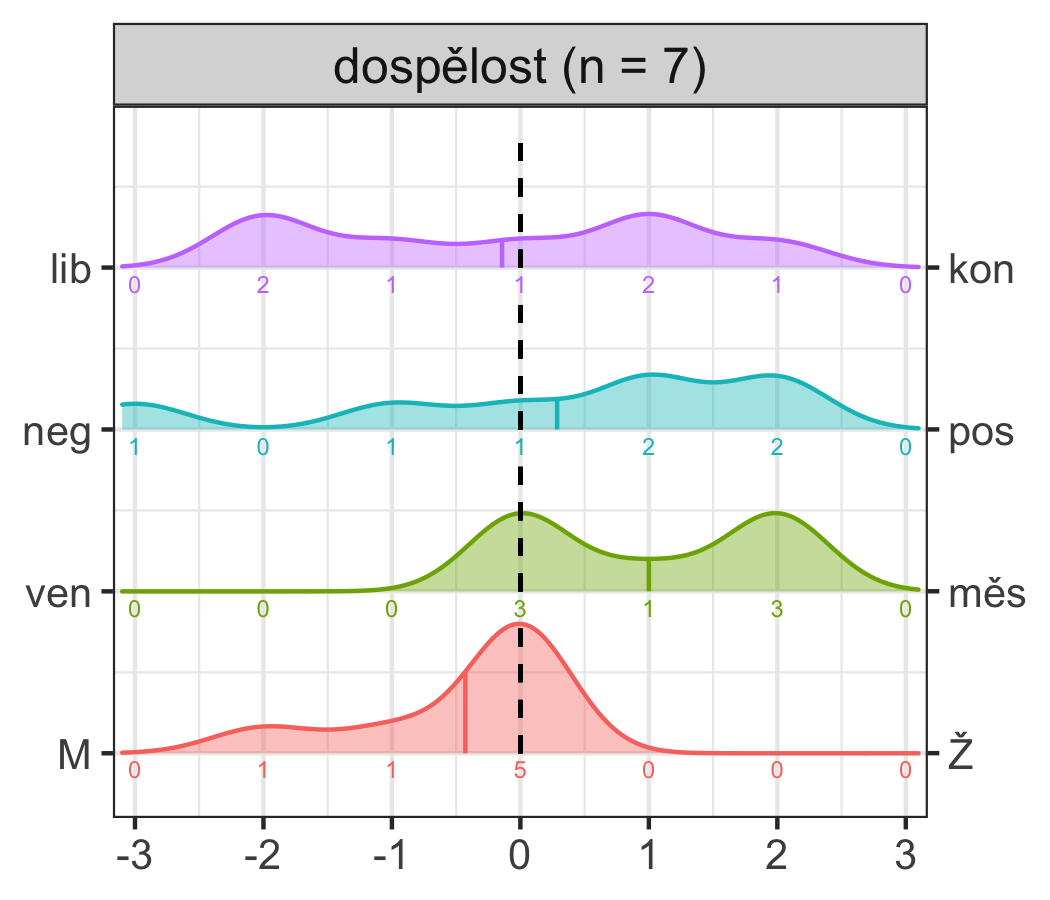 dospělost (n = 7)
lib kon
0 2 1 1 2 1 0
neg pos
1 0 1 1 2 2 0
ven měs
0 0 0 3 1 3 0
M Ž
0 1 1 5 0 0 0
-3 -2 -1 0 1 2 3